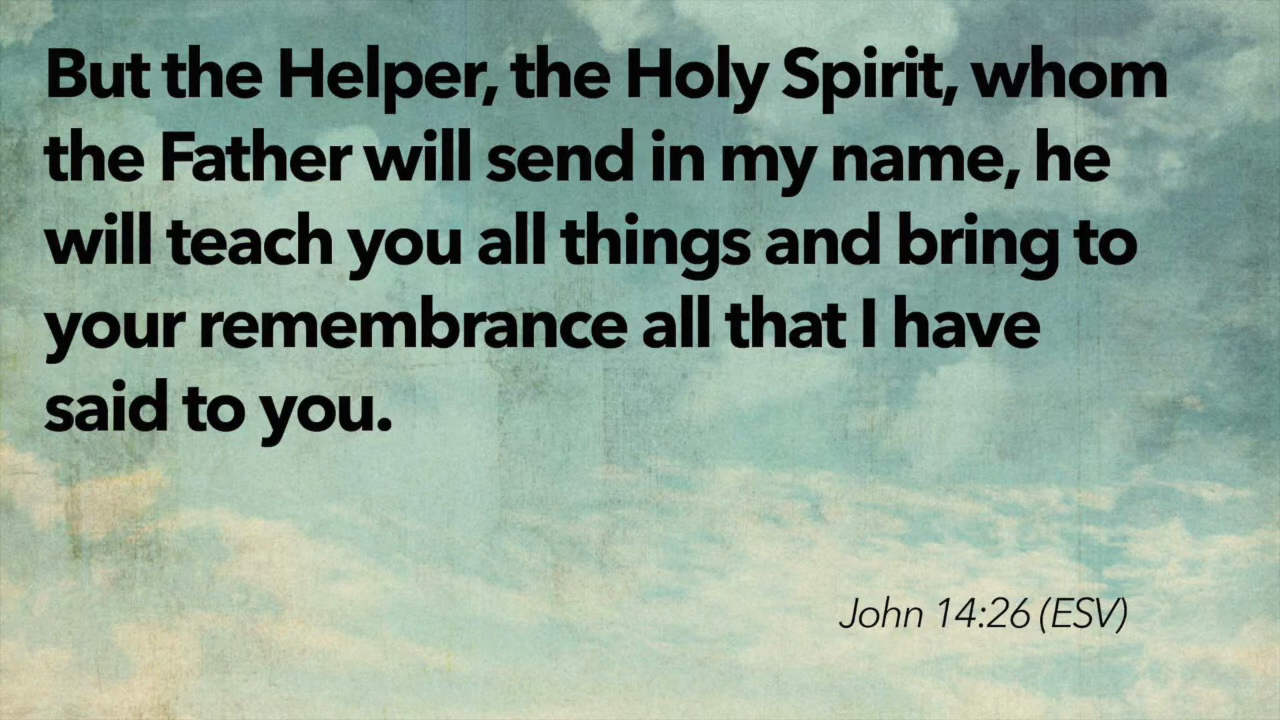 But the Helper, the Holy Spirit, whom
the Father will send in my name, he
will teach you all things and bring to
your remembrance all that I have
said to you.
John 14:26 (ESV)